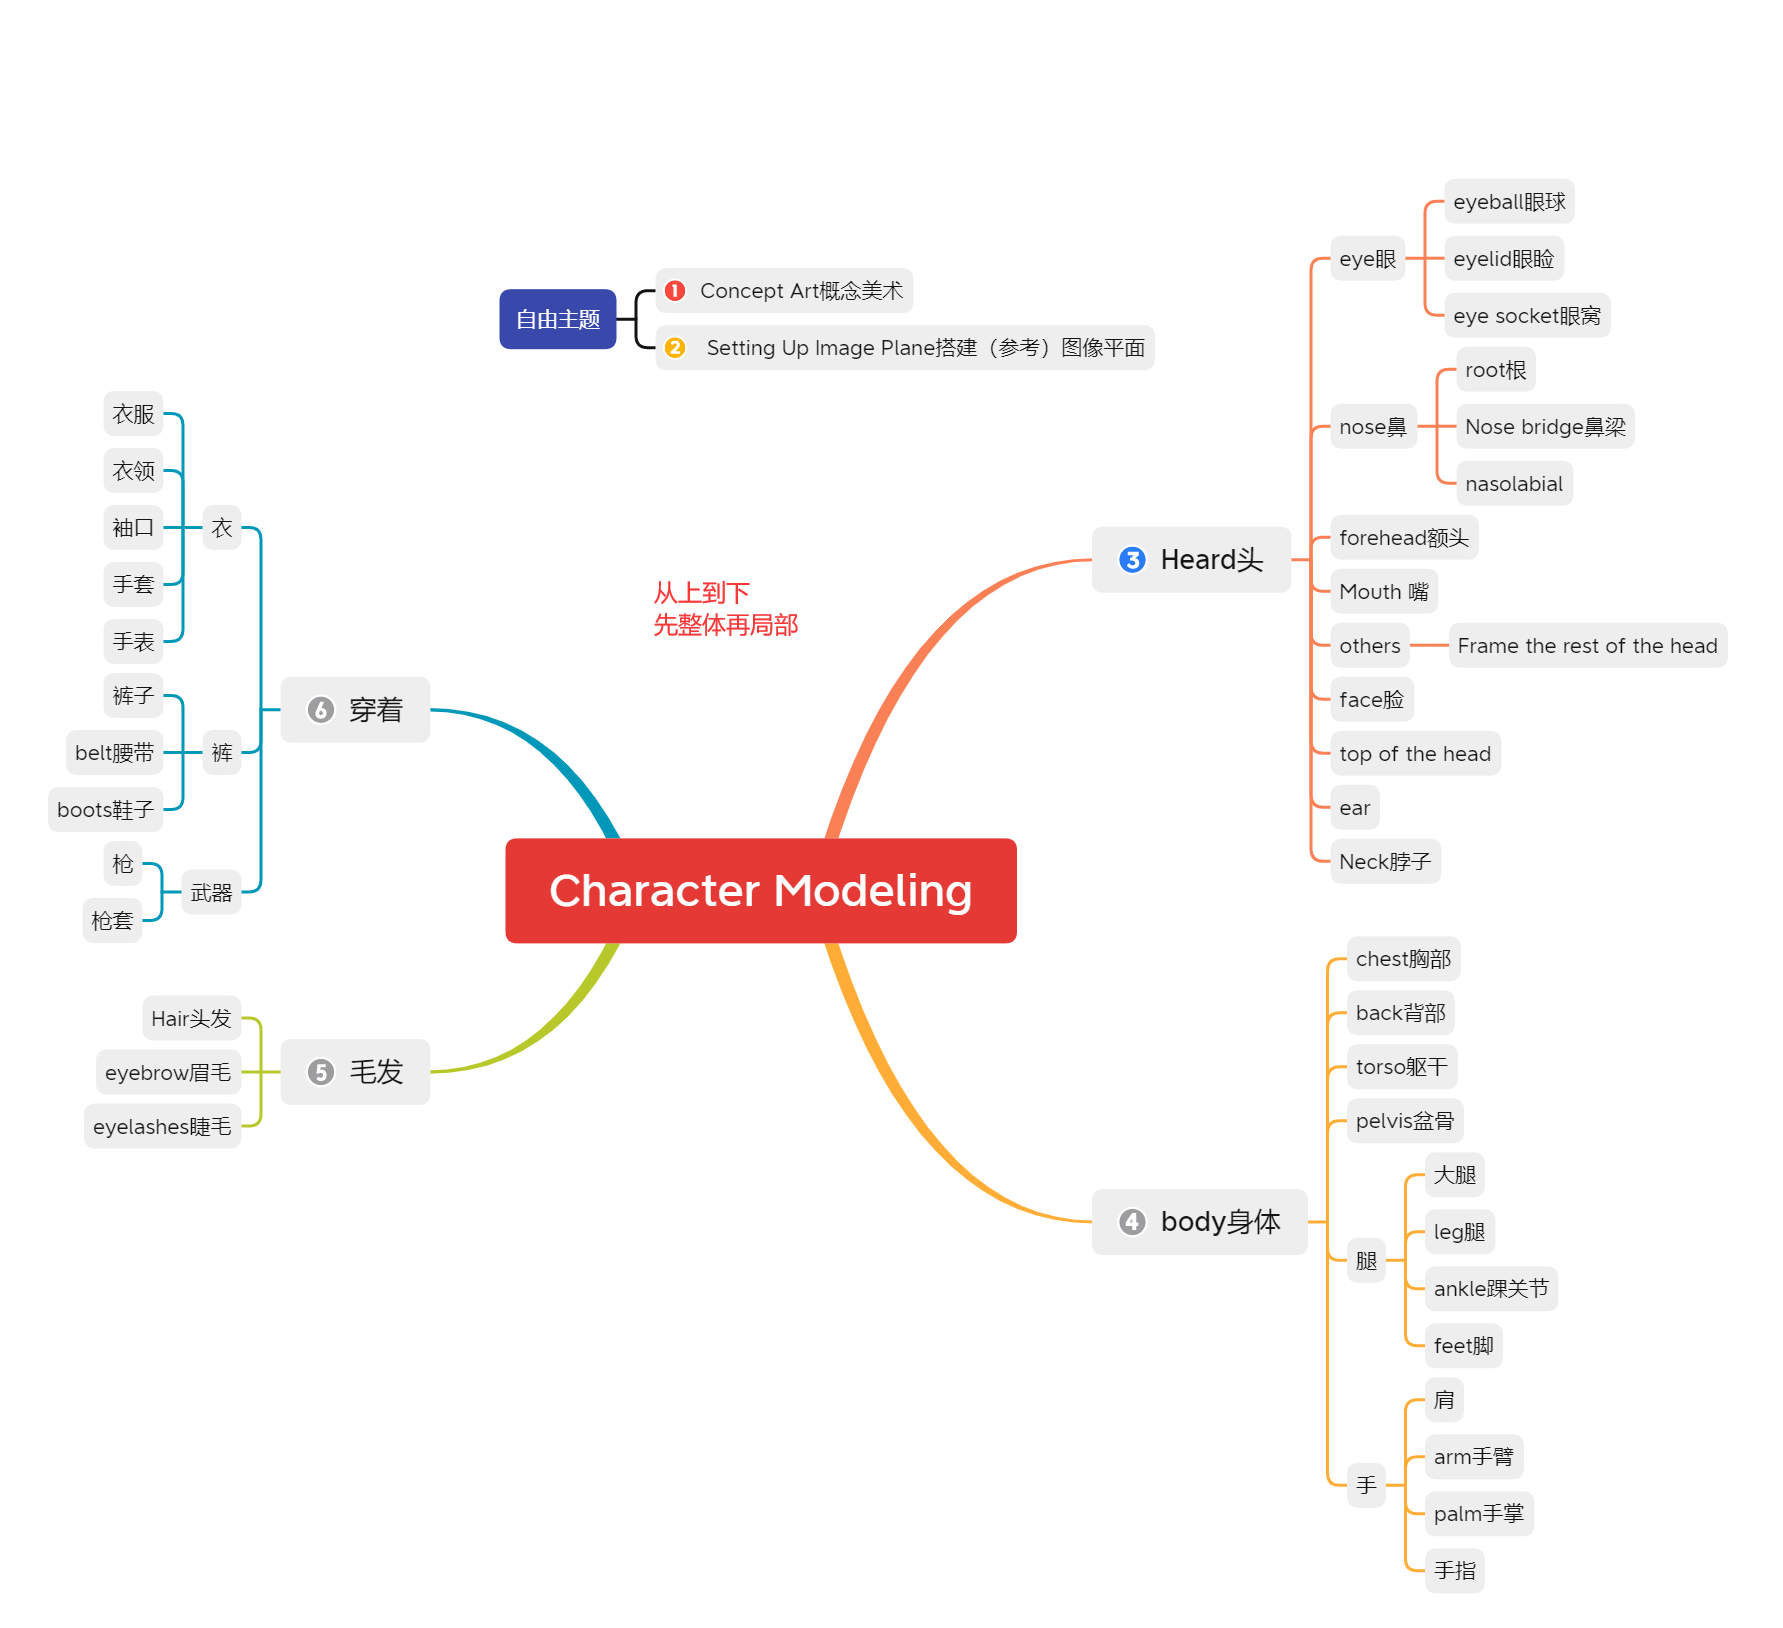 自由主题
1 Concept Art概念美术
2 Setting Up Image Plane搭建（参考）图像平面
从上到下
先整体再局部
Character Modeling
3 Heard头
eye眼
eyeball眼球
eyelid眼睑
eye socket眼窝
nose鼻
root根
Nose bridge鼻梁
nasolabial
forehead额头
Mouth 嘴
others
Frame the rest of the head
face脸
top of the head
ear
Neck脖子
4 body身体
chest胸部
back背部
torso躯干
pelvis盆骨
腿
大腿
leg腿
ankle踝关节
feet脚
手
肩
arm手臂
palm手掌
手指
5 毛发
Hair头发
eyebrow眉毛
eyelashes睫毛
6 穿着
衣
衣服
衣领
袖口
手套
手表
裤
裤子
belt腰带
boots鞋子
武器
枪
枪套